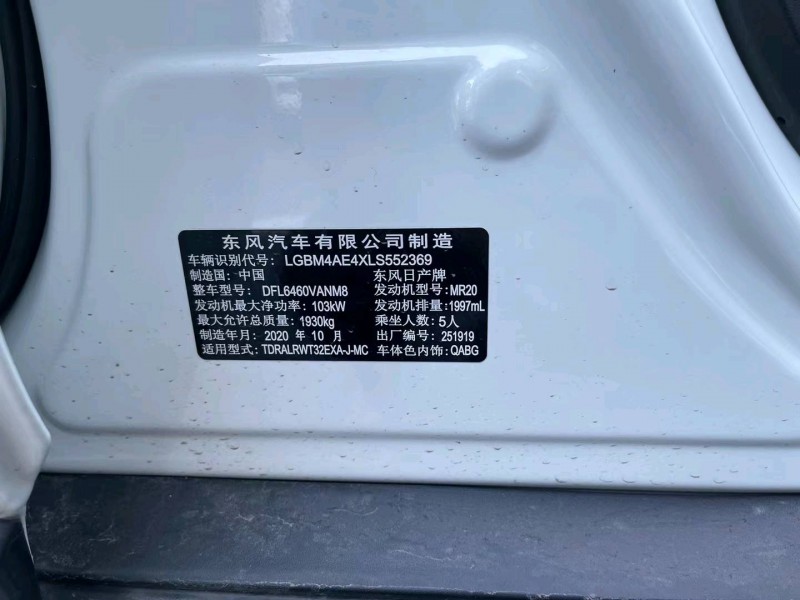 东风汽车有限公司制造
车辆识别代号: LGBM4AE4XLS552369
制造国: 中国 东风日产牌
整车型号: DFL6460VANM8 发动机型号: MR20
发动机最大净功率: 103kW 发动机排量: 1997mL
最大允许总质量: 1930kg 乘坐人数: 5人
制造年月: 2020 年 10 月 出厂编号: 251919
适用型式: TDRALRWT32EXA-J-MC 车体色内饰: QABG